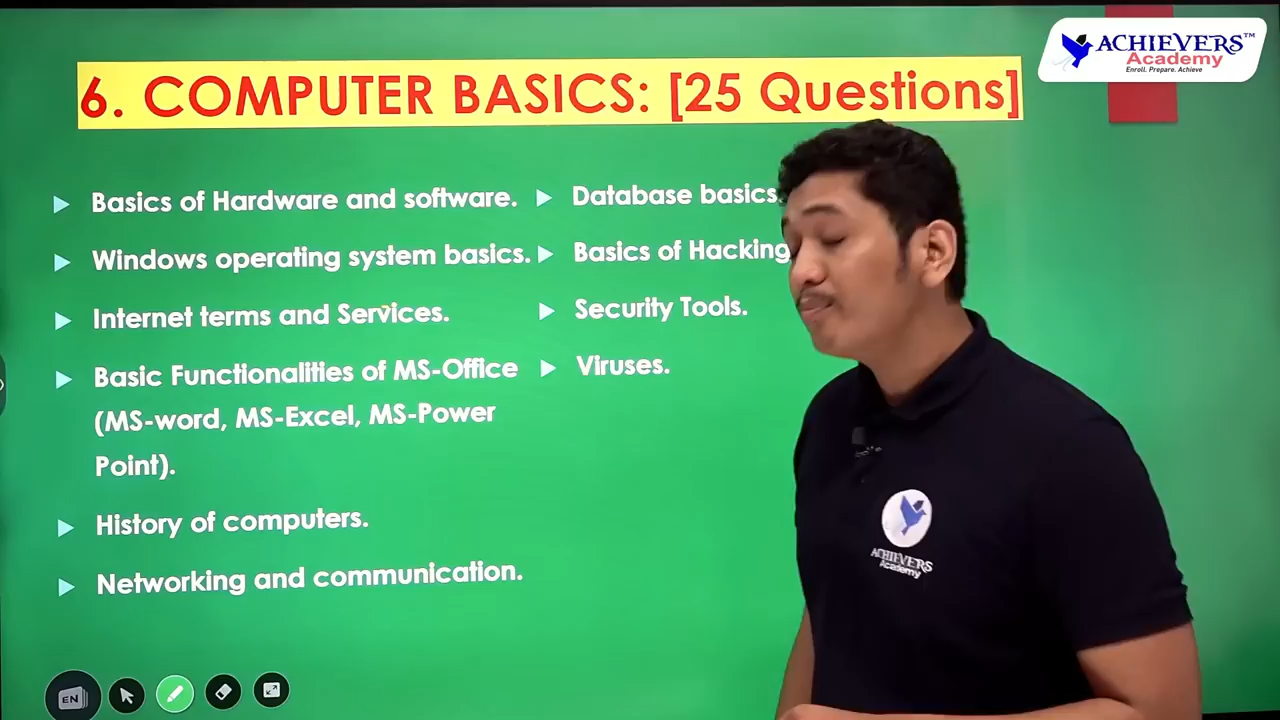 ACHIEVERS™
Academy
Enroll. Prepare. Achieve
6. COMPUTER BASICS: [25 Questions]
Basics of Hardware and software.
Windows operating system basics.
Internet terms and Services.
Basic Functionalities of MS-Office
(MS-word, MS-Excel, MS-Power
Point).
History of computers.
Networking and communication.
Database basics.
Basics of Hacking
Security Tools.
Viruses.
ACHIEVERS
Academy
EN